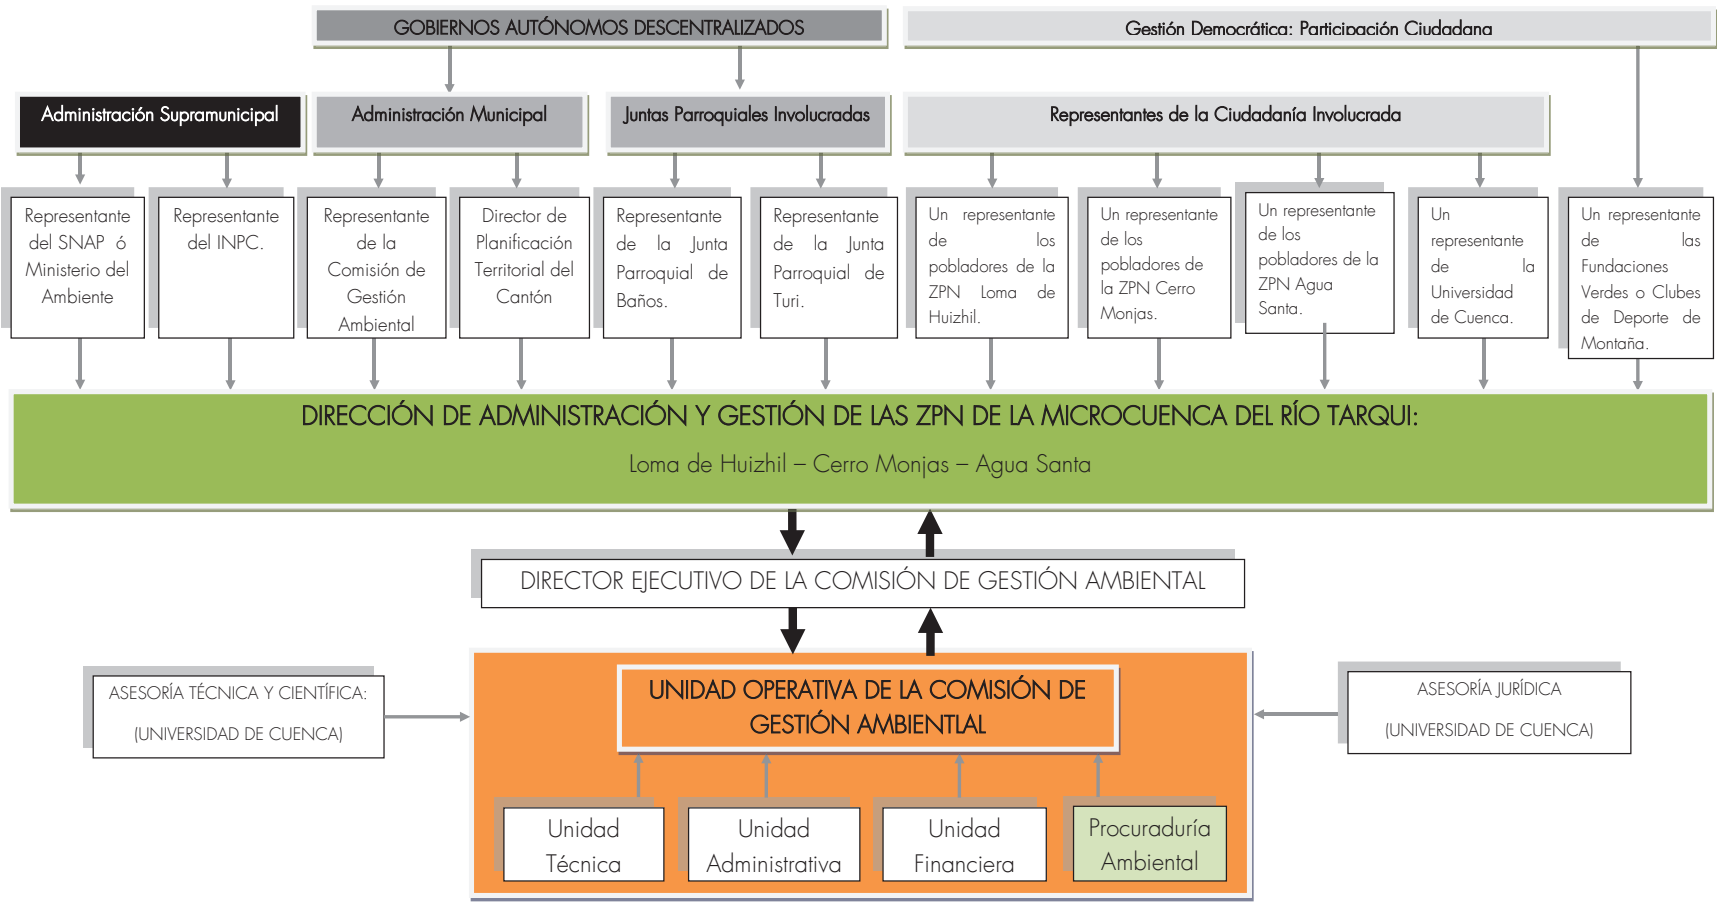 GOBIERNOS AUTÓNOMOS DESCENTRALIZADOS
Gestión Democrática: Participación Ciudadana
Administración Supramunicipal
Administración Municipal
Juntas Parroquiales Involucradas
Representantes de la Ciudadanía Involucrada
Representante
del SNAP ó
Ministerio del
Ambiente
Representante
del INPC.
Representante
de la
Comisión de
Gestión
Ambiental
Director de
Planificación
Territorial del
Cantón
Representante
de la Junta
Parroquial de
Baños.
Representante
de la Junta
Parroquial de
Turi.
Un representante
de los
pobladores de la
ZPN Loma de
Huizhil.
Un representante
de los
pobladores de
la ZPN Cerro
Monjas.
Un representante
de los
pobladores de la
ZPN Agua
Santa.
Un
representante
de la
Universidad
de Cuenca.
Un representante
de las
Fundaciones
Verdes o Clubes
de Deporte de
Montaña.
DIRECCIÓN DE ADMINISTRACIÓN Y GESTIÓN DE LAS ZPN DE LA MICROCUENCA DEL RÍO TARQUI:
Loma de Huizhil – Cerro Monjas – Agua Santa
DIRECTOR EJECUTIVO DE LA COMISIÓN DE GESTIÓN AMBIENTAL
ASESORÍA TÉCNICA Y CIENTÍFICA:
(UNIVERSIDAD DE CUENCA)
UNIDAD OPERATIVA DE LA COMISIÓN DE
GESTIÓN AMBIENTLAL
ASESORÍA JURÍDICA
(UNIVERSIDAD DE CUENCA)
Unidad
Técnica
Unidad
Administrativa
Unidad
Financiera
Procuraduría
Ambiental